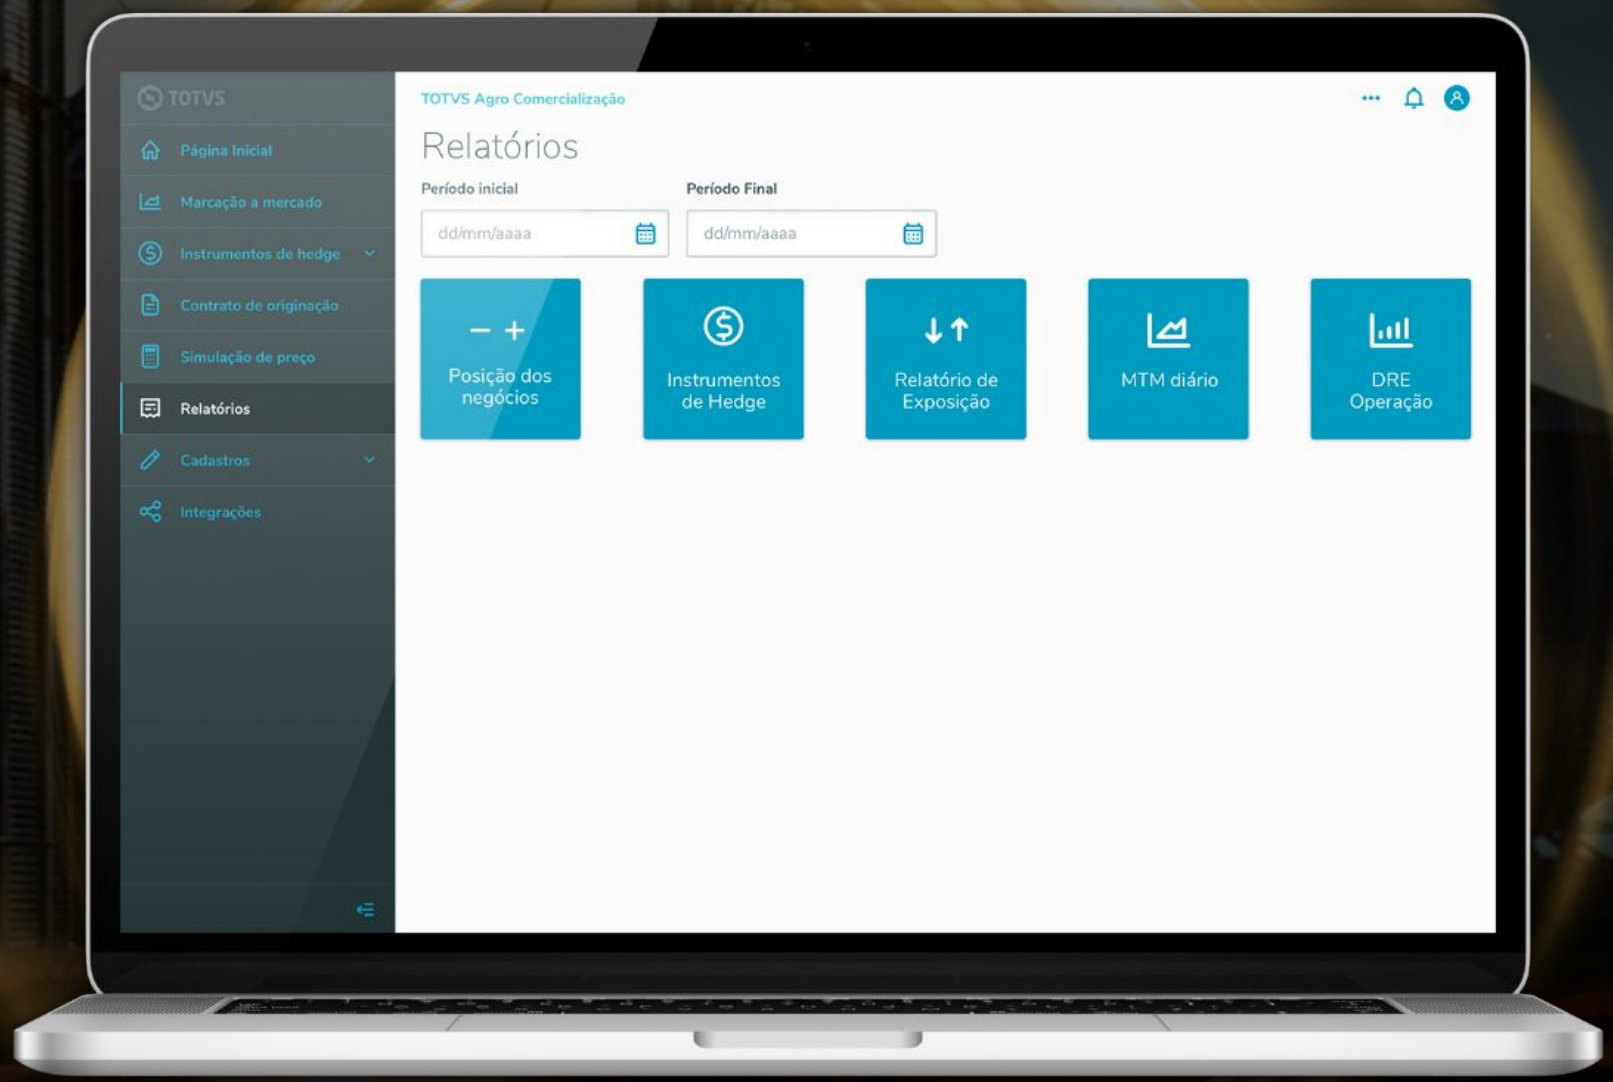 TOTVS
Página Inicial
Marcação a mercado
Instrumentos de hedge
Contrato de originação
Simulação de preço
Relatórios
Cadastros
Integrações
TOTVS Agro Comercialização
Relatórios
Período inicial
Período Final
dd/mm/aaaa
dd/mm/aaaa
Posição dos
negócios
Instrumentos
de Hedge
Relatório de
Exposição
MTM diário
DRE
Operação